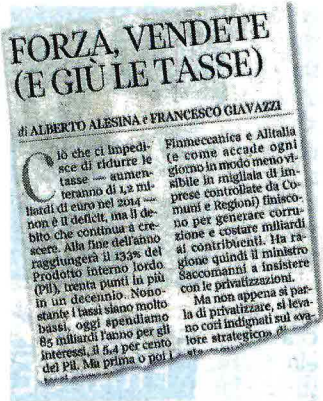 FORZA, VENDETE
(E GIÙ LE TASSE)
di ALBERTO ALESINA e FRANCESCO GIAVAZZI
Ciò che ci impedi-
sce di ridurre le
tasse — aumen-
teranno di 1,2 mi-
liardi di euro nel 2014 —
non è il deficit, ma il de-
bito che continua a cre-
scere. Alla fine dell'anno
raggiungerà il 133% del
Prodotto interno lordo
(Pil), trenta punti in più
in un decennio. Nono-
stante i tassi siano molto
bassi, oggi spendiamo
85 miliardi l'anno per gli
interessi, il 5,4 per cento
del Pil. Ma prima o poi i
Finmeccanica e Alitalia
(e come accade ogni
giorno in modo meno vi-
sibile in migliaia di im-
prese controllate da Co-
muni e Regioni) finisco-
no per generare corru-
zione e costare miliardi
ai contribuenti. Ha ra-
gione quindi il ministro
Saccomanni a insistere
con le privatizzazioni.
Ma non appena si par-
la di privatizzare, si leva-
no cori indignati sul «va-
lore strategico» di